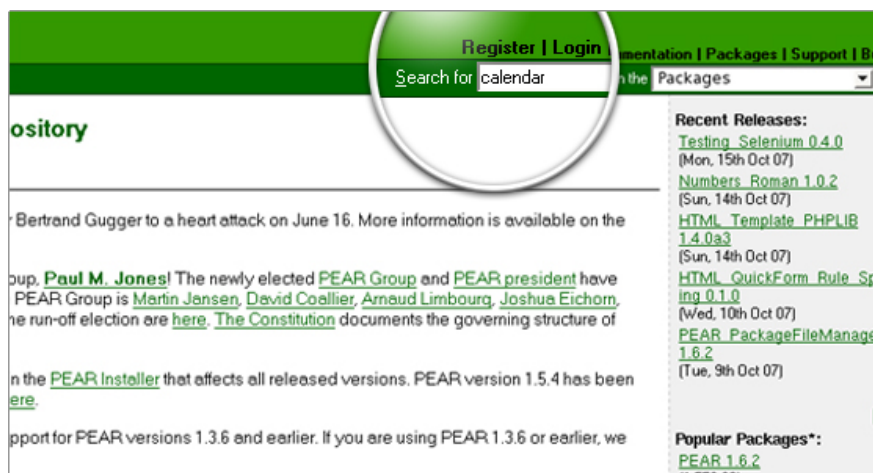 Register | Login
mentation | Packages | Support | B
Search for calendar
the Packages
ository
Bertrand Gugger to a heart attack on June 16. More information is available on the
oup, Paul M. Jones! The newly elected PEAR Group and PEAR president have
PEAR Group is Martin Jansen, David Coallier, Arnaud Limbourg, Joshua Eichorn,
he run-off election are here. The Constitution documents the governing structure of
n the PEAR Installer that affects all released versions. PEAR version 1.5.4 has been
ere.
pport for PEAR versions 1.3.6 and earlier. If you are using PEAR 1.3.6 or earlier, we
Recent Releases:
Testing_Selenium 0.4.0
(Mon, 15th Oct 07)
Numbers_Roman 1.0.2
(Sun, 14th Oct 07)
HTML_Template_PHPLIB
1.4.0a3
(Sun, 14th Oct 07)
HTML_QuickForm_Rule_Sp
ing 0.1.0
(Wed, 10th Oct 07)
PEAR_PackageFileManage
1.6.2
(Tue, 9th Oct 07)
Popular Packages*:
PEAR 1.6.2